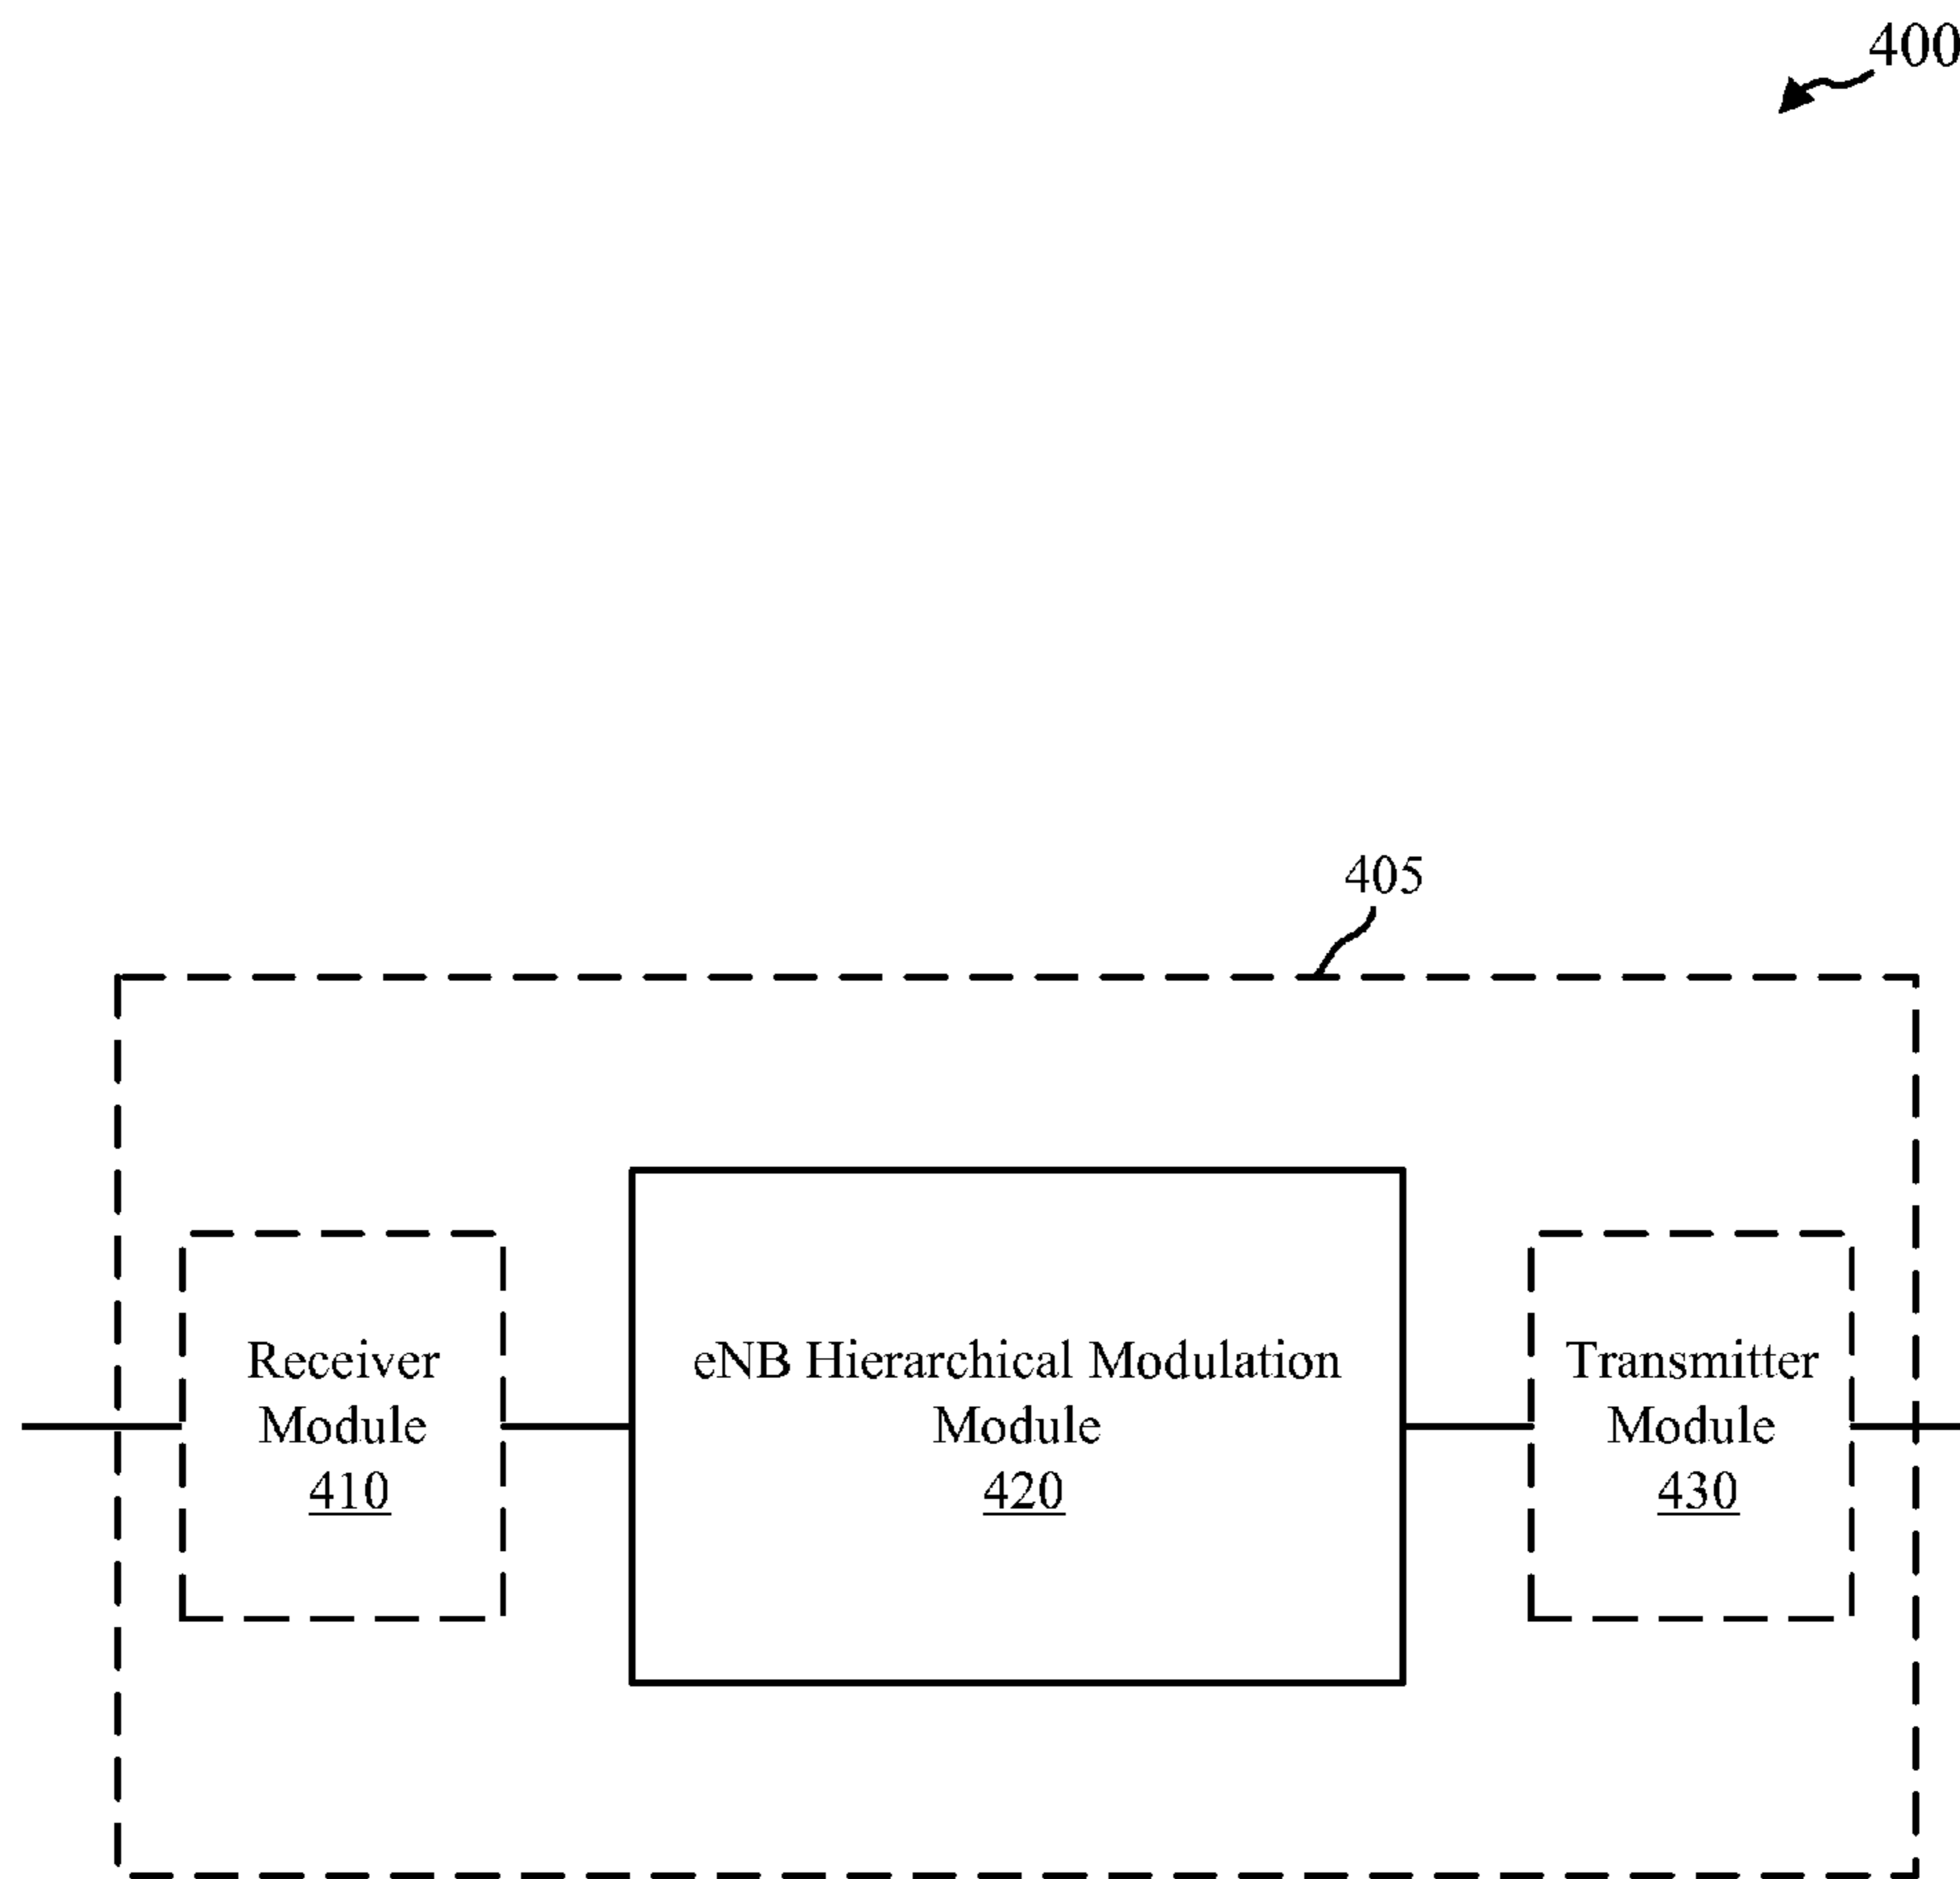 400
405
Receiver
Module
410
eNB Hierarchical Modulation
Module
420
Transmitter
Module
430